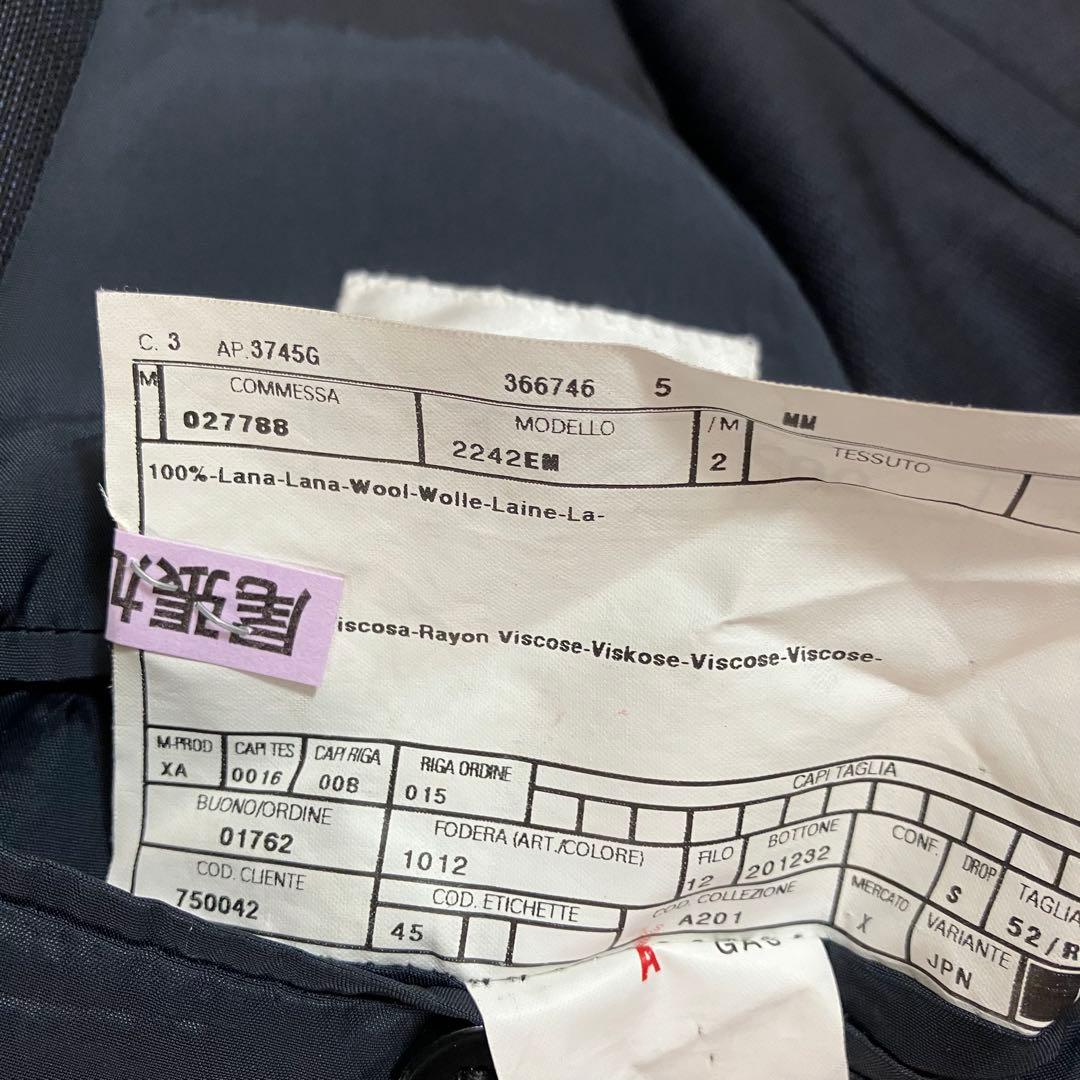 C. 3 AP.3745G 366746 5 MM
M COMMESSA MODELLO /M TESSUTO
027788 2242EM 2
100%-Lana-Lana-Wool-Wolle-Laine-La-
尾張
iscosa-Rayon Viscose-Viskose-Viscose-Viscose-
M-PROD CAPI TES CAPI RIGA RIGA ORDINE CAPI TAGLIA
XA 0016/ 008 015
BUONO/ORDINE FODERA (ART./COLORE) FILO BOTTONE CONF. DROP TAGLIA
01762 1012 12 201232 S 52/R
COD. CLIENTE COD. ETICHETTE COD. COLLEZIONE MERCATO VARIANTE
750042 45 A201 X JPN
A